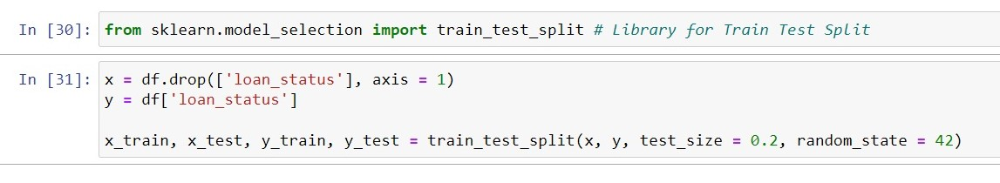 In [30]: from sklearn.model_selection import train_test_split # Library for Train Test Split
In [31]: x = df.drop(['loan_status'], axis = 1)
y = df['loan_status']
x_train, x_test, y_train, y_test = train_test_split(x, y, test_size = 0.2, random_state = 42)